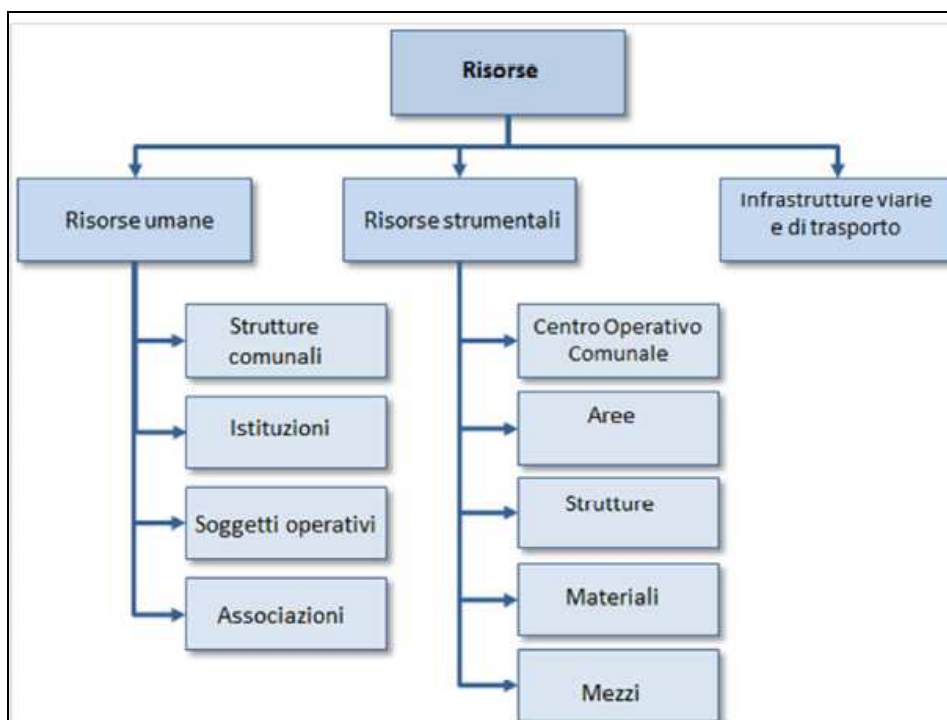 Risorse
Risorse umane
Risorse strumentali
Infrastrutture viarie
e di trasporto
Strutture
comunali
Istituzioni
Soggetti operativi
Associazioni
Centro Operativo
Comunale
Aree
Strutture
Materiali
Mezzi